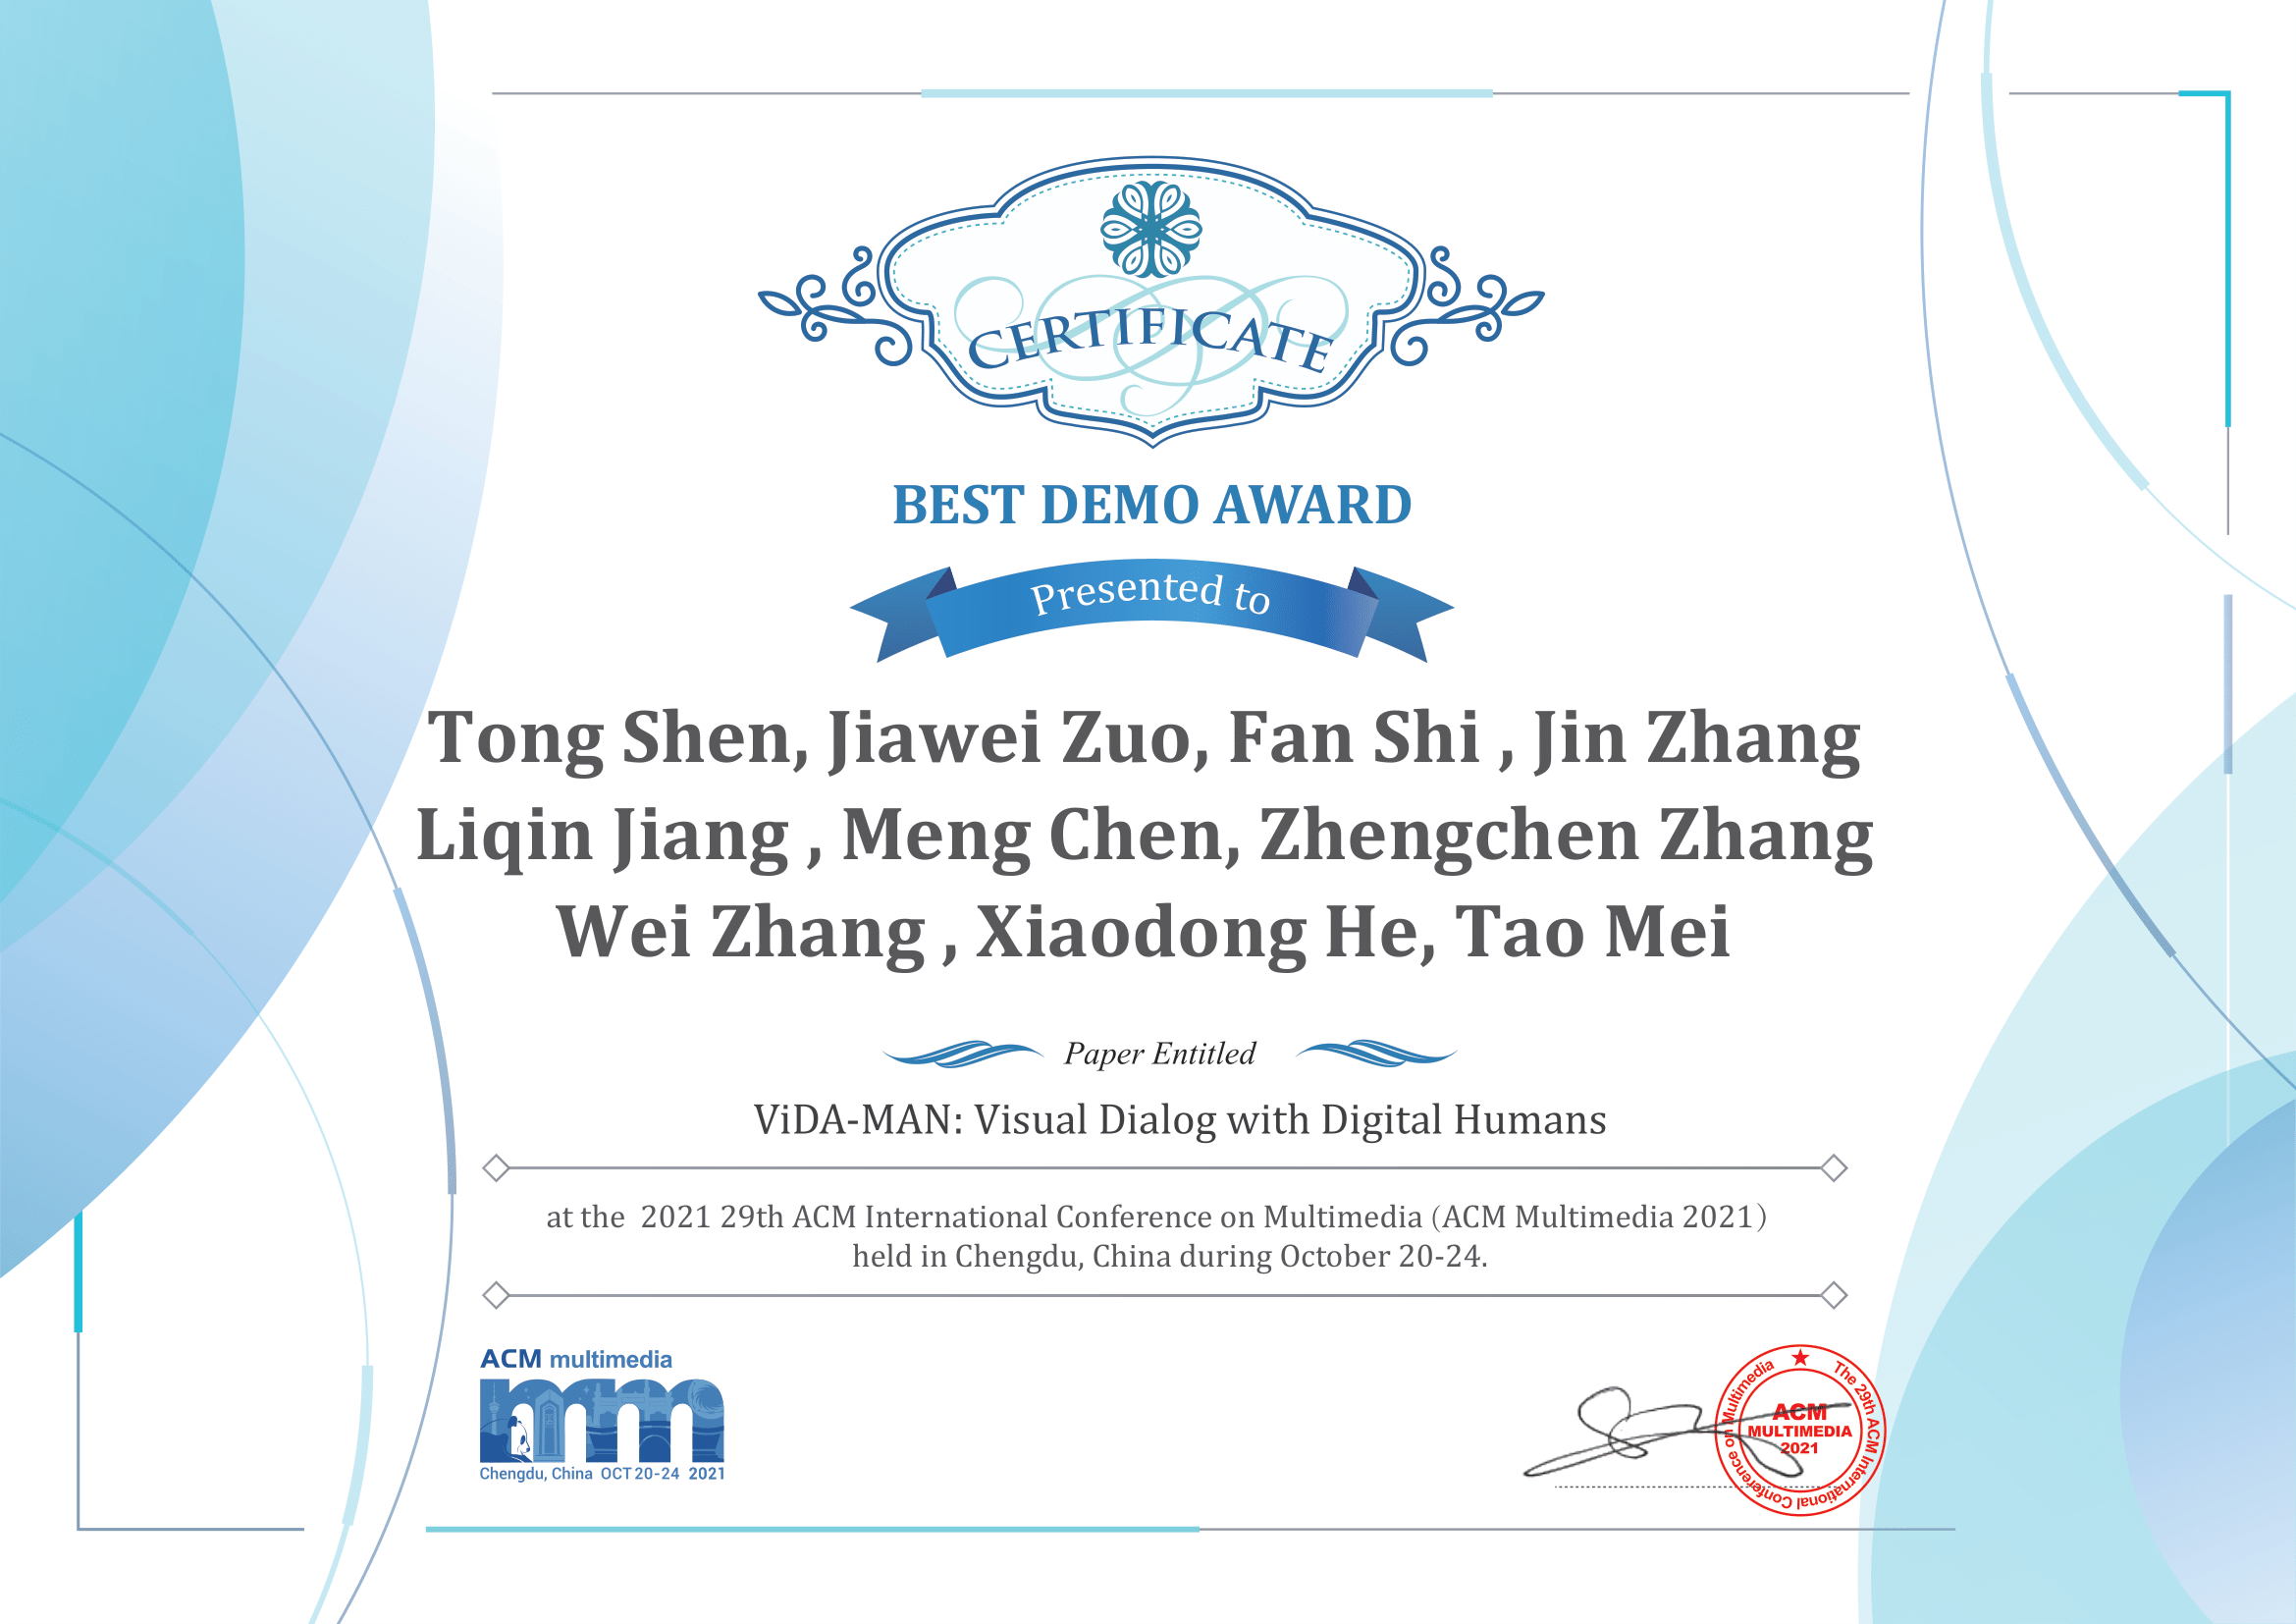 CERTIFICATE
BEST DEMO AWARD
Presented to
Tong Shen, Jiawei Zuo, Fan Shi , Jin Zhang
Liqin Jiang , Meng Chen, Zhengchen Zhang
Wei Zhang , Xiaodong He, Tao Mei
Paper Entitled
ViDA-MAN: Visual Dialog with Digital Humans
at the 2021 29th ACM International Conference on Multimedia (ACM Multimedia 2021)
held in Chengdu, China during October 20-24.
ACM multimedia
mm
Chengdu, China OCT 20-24 2021
The 29th ACM International Conference on Multimedia
ACM
MULTIMEDIA
2021